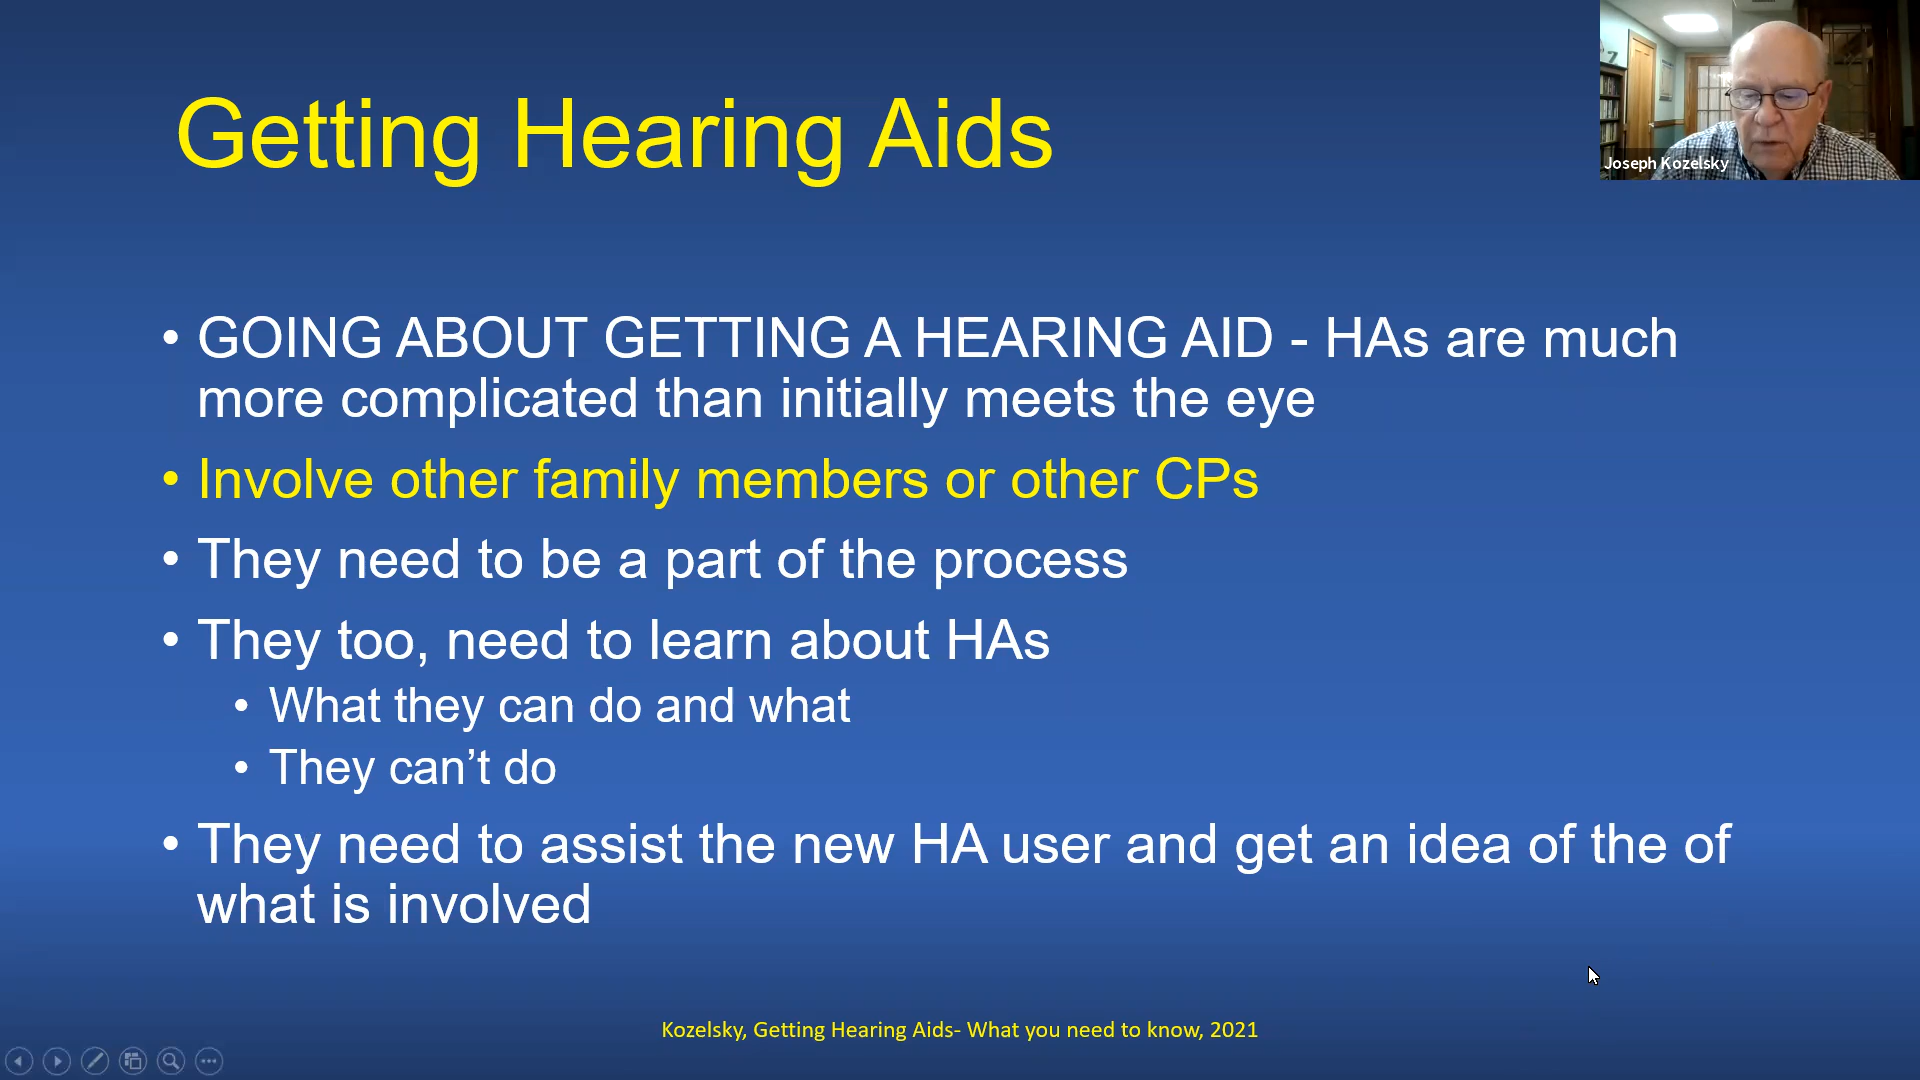 Getting Hearing Aids
Joseph Kozelsky
• GOING ABOUT GETTING A HEARING AID - HAs are much
more complicated than initially meets the eye
• Involve other family members or other CPs
• They need to be a part of the process
• They too, need to learn about HAs
• What they can do and what
• They can’t do
• They need to assist the new HA user and get an idea of the of
what is involved
Kozelsky, Getting Hearing Aids- What you need to know, 2021